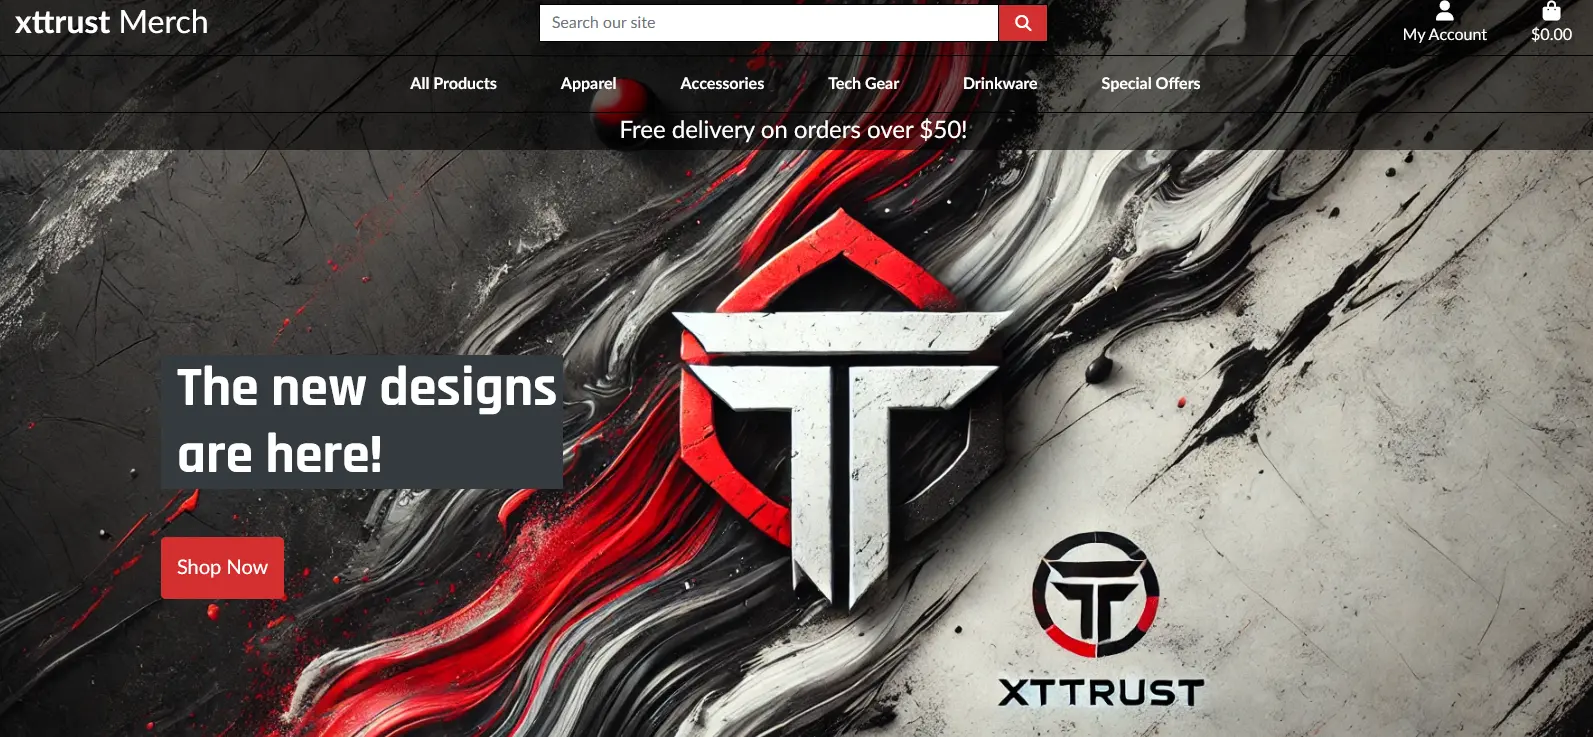 xttrust Merch
Search our site
My Account
$0.00
All Products
Apparel
Accessories
Tech Gear
Drinkware
Special Offers
Free delivery on orders over $50!
The new designs
are here!
Shop Now
XTTRUST